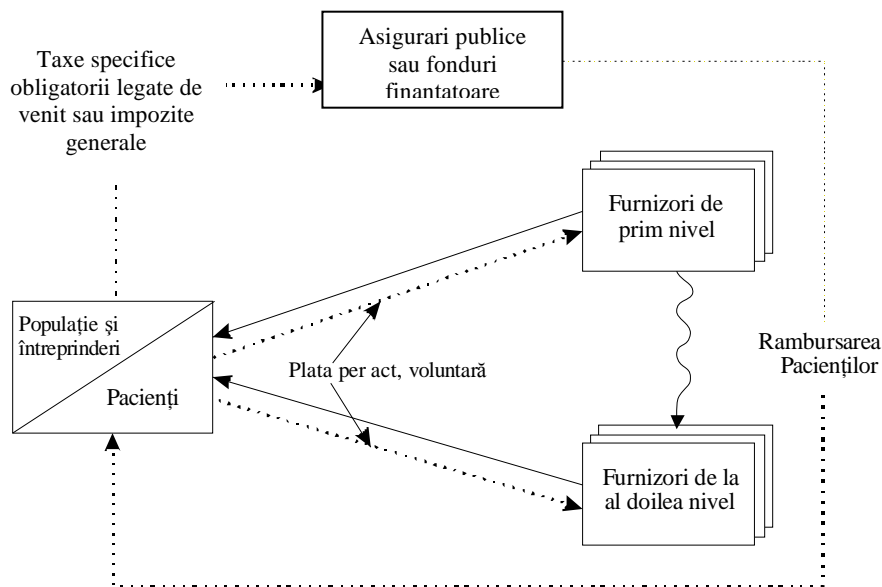 Asigurari publice
sau fonduri
finantatoare
Taxe specifice
obligatorii legate de
venit sau impozite
generale
Furnizori de
prim nivel
Populație şi
întreprinderi
Pacienți
Plata per act, voluntară
Rambursarea
Pacienților
Furnizori de la
al doilea nivel